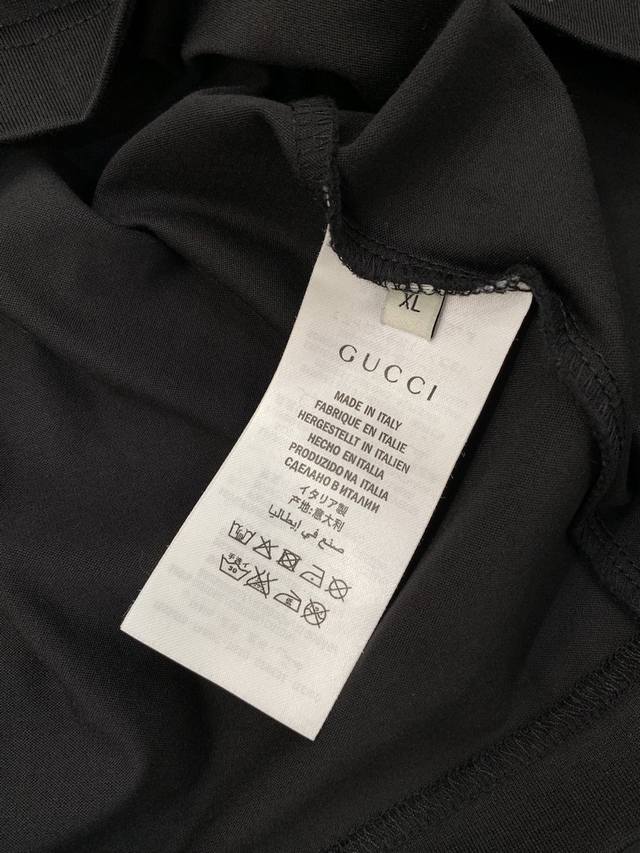 XL
GUCCI
MADE IN ITALY
FABRIQUE EN ITALIE
HERGESTELLT IN ITALIEN
HECHO EN ITALIA
PRODUZIDO NA ITALIA
СДЕЛАНО В ИТАЛИИ
イタリア製
产地:意大利
صنع في إيطاليا